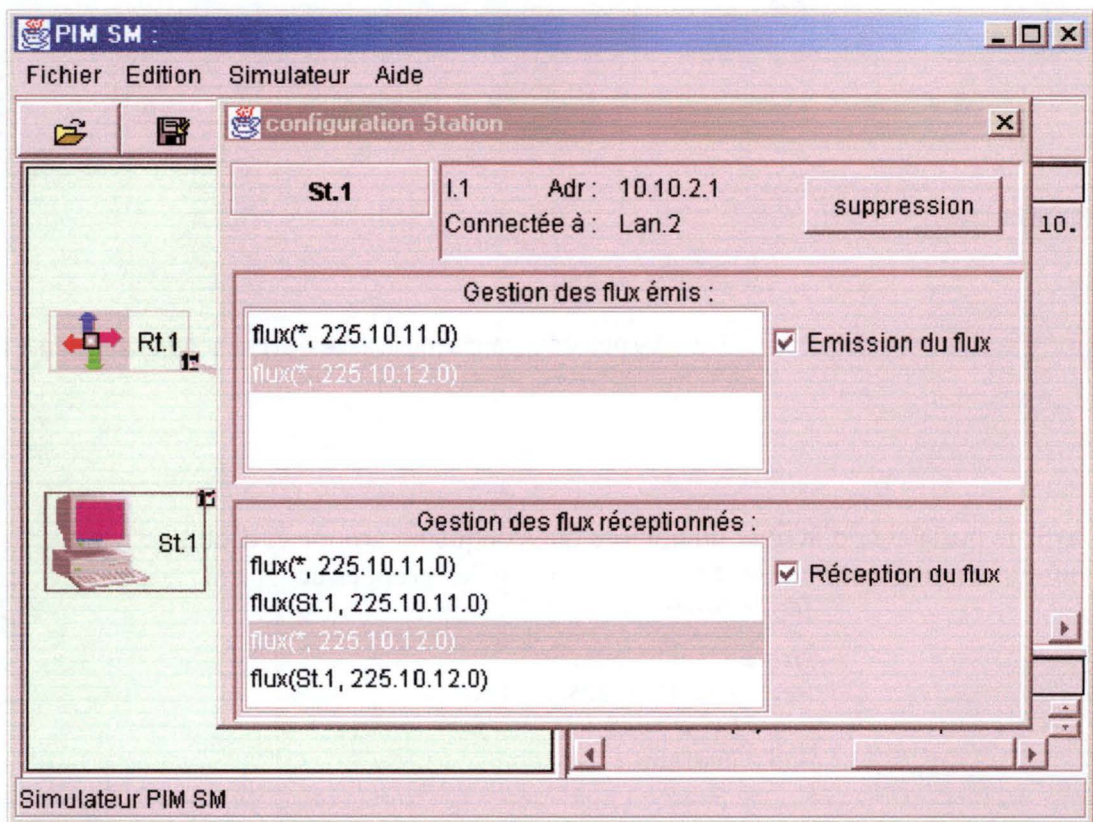 PIM SM :
Fichier Edition Simulateur Aide
configuration Station
St.1
I.1 Adr : 10.10.2.1
Connectée à : Lan.2
suppression
10.
Gestion des flux émis :
flux(*, 225.10.11.0)
flux(*, 225.10.12.0)
Emission du flux
Rt.1
St.1
Gestion des flux réceptionnés :
flux(*, 225.10.11.0)
flux(St.1, 225.10.11.0)
flux(*, 225.10.12.0)
flux(St.1, 225.10.12.0)
Réception du flux
Simulateur PIM SM